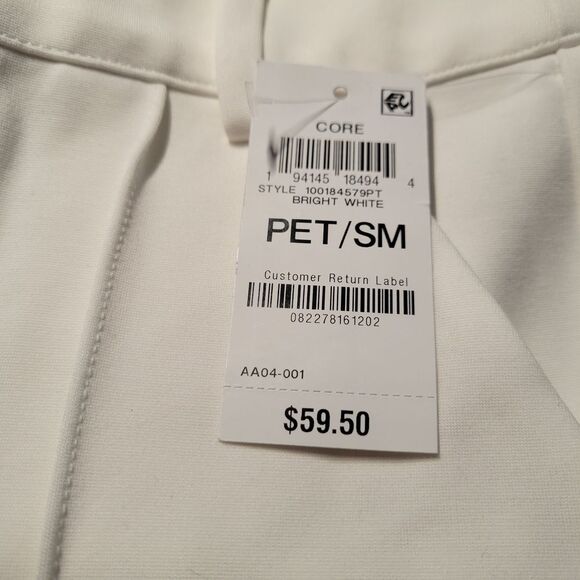 CORE
1 94145 18494 4
STYLE 100184579PT
BRIGHT WHITE
PET/SM
Customer Return Label
082278161202
AA04-001
$59.50